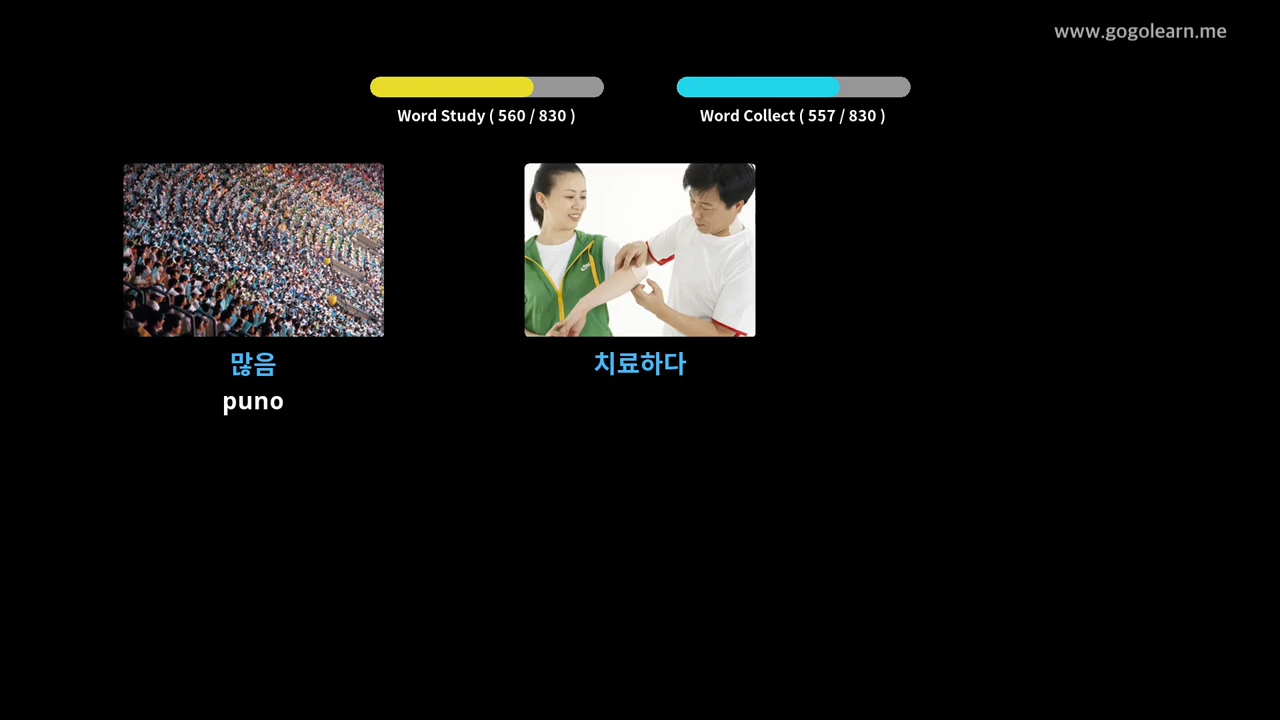 www.gogolearn.me
Word Study ( 560 / 830 )
Word Collect ( 557 / 830 )
많음
puno
치료하다